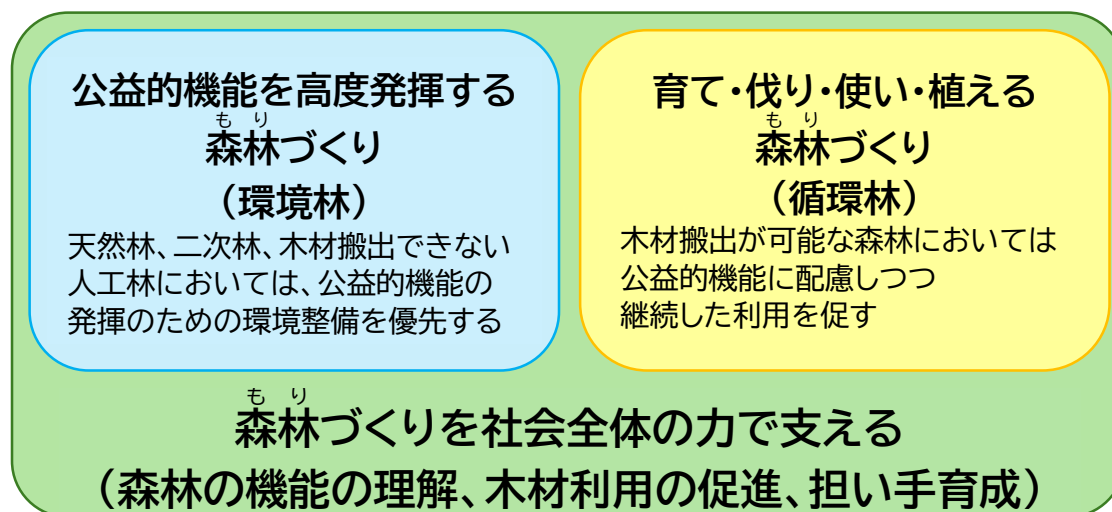 公益的機能を高度発揮する
もり
森林づくり
（環境林）
天然林、二次林、木材搬出できない
人工林においては、公益的機能の
発揮のための環境整備を優先する
育て・伐り・使い・植える
もり
森林づくり
（循環林）
木材搬出が可能な森林においては
公益的機能に配慮しつつ
継続した利用を促す
もり
森林づくりを社会全体の力で支える
（森林の機能の理解、木材利用の促進、担い手育成）